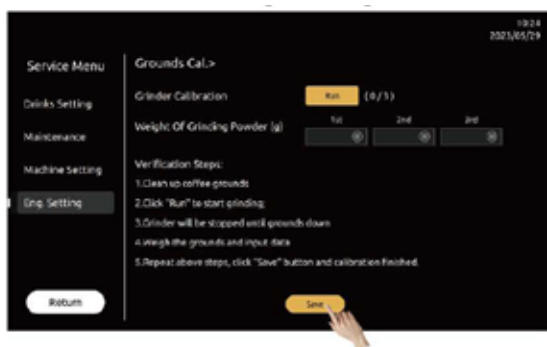 10:24
2023/05/29
Service Menu
Grounds Cal.>
Drinks Setting
Grinder Calibration
Run
(0/3)
1st
2nd
3rd
Weight Of Grinding Powder (g)
Maintenance
Machine Setting
Eng. Setting
Verification Steps:
1.Clean up coffee grounds
2.Click "Run" to start grinding;
3.Grinder will be stopped until grounds down
4.Weigh the grounds and input data
5.Repeat above steps, click "Save" button and calibration finished.
Return
Save